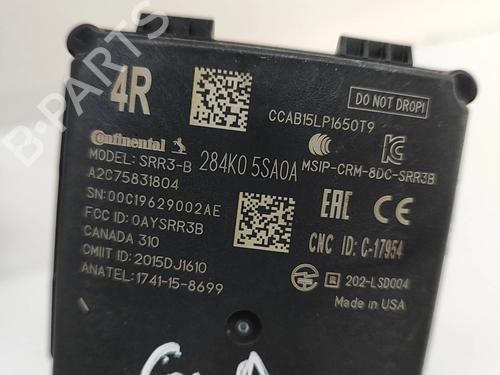 4R
DO NOT DROP!
CCAB15LP1650T9
Continental
MODEL: SRR3-B
284K0 5SA0A
MSIP-CRM-8DC-SRR3B
A2C75831804
SN:00C19629002AE
FCC ID: OAYSRR3B
CANADA 310
CMIIT ID: 2015DJ1610
ANATEL: 1741-15-8699
EAC
CNC ID: C-17954
R 202-LSD004
Made in USA
B-PARTS